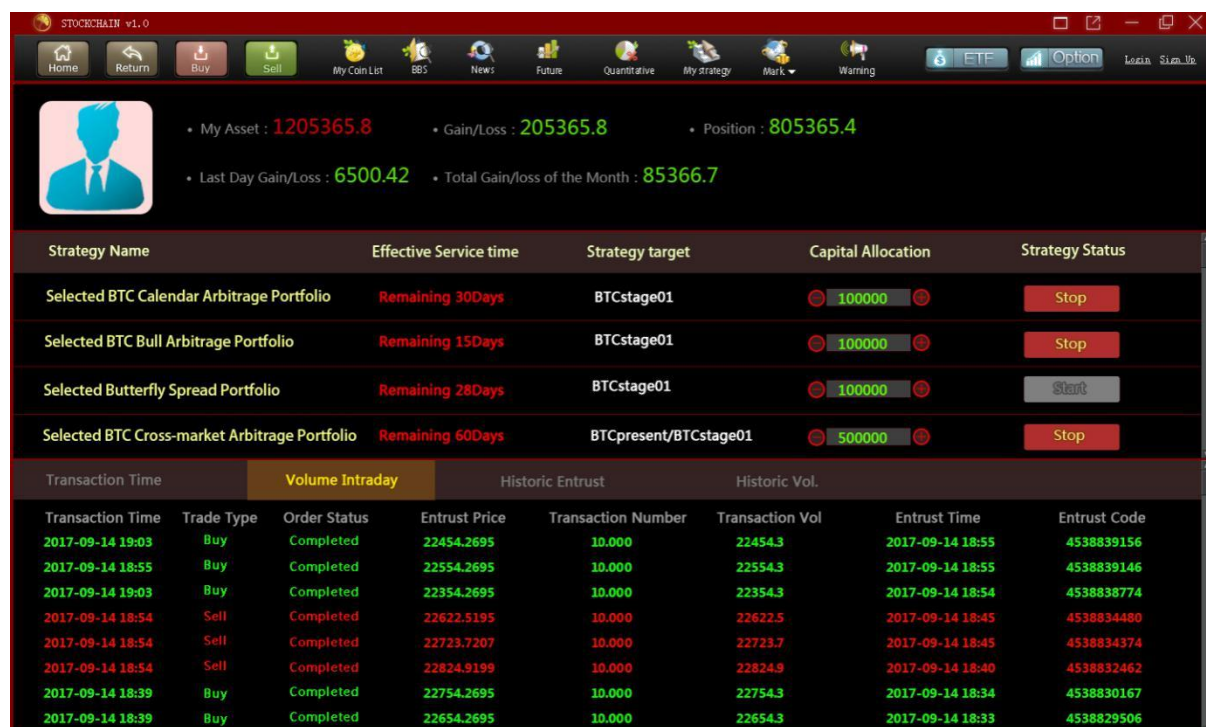 STOCKCHAIN v1.0
Home Return Buy Sell My Coin List BBS News Future Quantitative My strategy Mark Warning ETF Option Login Sign Up
• My Asset : 1205365.8 • Gain/Loss : 205365.8 • Position : 805365.4
• Last Day Gain/Loss : 6500.42 • Total Gain/loss of the Month : 85366.7
Strategy Name Effective Service time Strategy target Capital Allocation Strategy Status
Selected BTC Calendar Arbitrage Portfolio Remaining 30Days BTCstage01 100000 Stop
Selected BTC Bull Arbitrage Portfolio Remaining 15Days BTCstage01 100000 Stop
Selected Butterfly Spread Portfolio Remaining 28Days BTCstage01 100000 Start
Selected BTC Cross-market Arbitrage Portfolio Remaining 60Days BTCpresent/BTCstage01 500000 Stop
Transaction Time Volume Intraday Historic Entrust Historic Vol.
Transaction Time Trade Type Order Status Entrust Price Transaction Number Transaction Vol Entrust Time Entrust Code
2017-09-14 19:03 Buy Completed 22454.2695 10.000 22454.3 2017-09-14 18:55 4538839156
2017-09-14 18:55 Buy Completed 22554.2695 10.000 22554.3 2017-09-14 18:55 4538839146
2017-09-14 19:03 Buy Completed 22354.2695 10.000 22354.3 2017-09-14 18:54 4538838774
2017-09-14 18:54 Sell Completed 22622.5195 10.000 22622.5 2017-09-14 18:45 4538834480
2017-09-14 18:54 Sell Completed 22723.7207 10.000 22723.7 2017-09-14 18:45 4538834374
2017-09-14 18:54 Sell Completed 22824.9199 10.000 22824.9 2017-09-14 18:40 4538832462
2017-09-14 18:39 Buy Completed 22754.2695 10.000 22754.3 2017-09-14 18:34 4538830167
2017-09-14 18:39 Buy Completed 22654.2695 10.000 22654.3 2017-09-14 18:33 4538829506